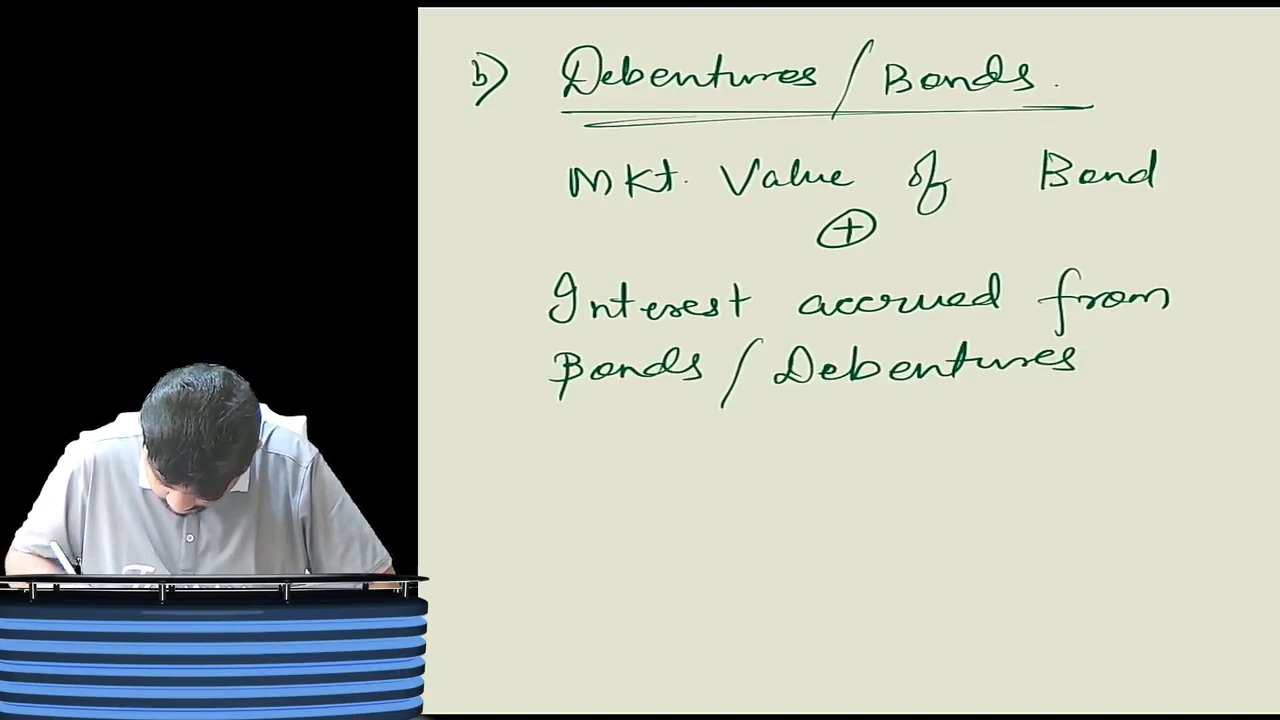 b) Debentures / Bonds.
Mkt. Value of Bond
+
Interest accrued from
Bonds / Debentures